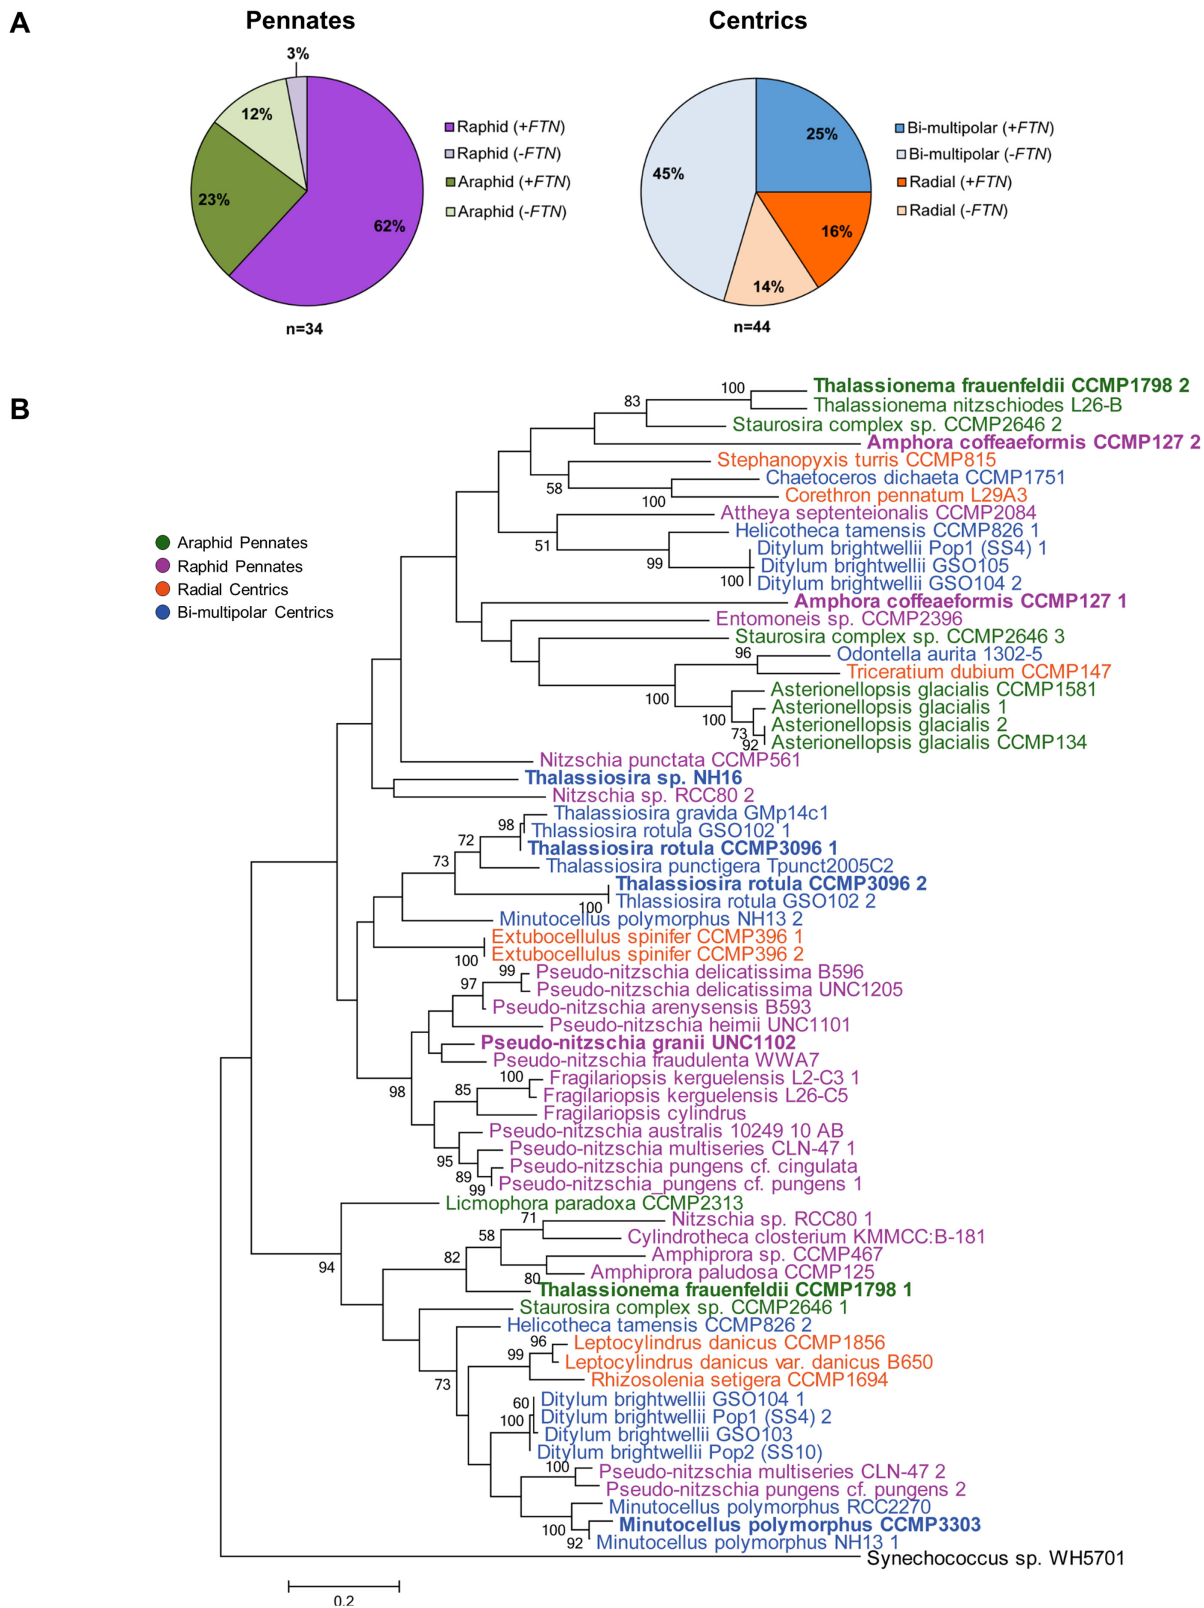 A
Pennates
Centrics
3%
12%
23%
62%
n=34
Raphid (+FTN)
Raphid (-FTN)
Araphid (+FTN)
Araphid (-FTN)
25%
45%
16%
14%
n=44
Bi-multipolar (+FTN)
Bi-multipolar (-FTN)
Radial (+FTN)
Radial (-FTN)
B
Araphid Pennates
Raphid Pennates
Radial Centrics
Bi-multipolar Centrics
100
Thalassionema frauenfeldii CCMP1798 2
83
Thalassionema nitzschiodes L26-B
Staurosira complex sp. CCMP2646 2
Amphora coffeaeformis CCMP127 2
Stephanopyxis turris CCMP815
58
Chaetoceros dichaeta CCMP1751
100
Corethron pennatum L29A3
Attheya septenteionalis CCMP2084
51
Helicotheca tamensis CCMP826 1
99
Ditylum brightwellii Pop1 (SS4) 1
Ditylum brightwellii GSO105
100
Ditylum brightwellii GSO104 2
Amphora coffeaeformis CCMP127 1
Entomoneis sp. CCMP2396
Staurosira complex sp. CCMP2646 3
96
Odontella aurita 1302-5
Triceratium dubium CCMP147
100
Asterionellopsis glacialis CCMP1581
100
Asterionellopsis glacialis 1
73
Asterionellopsis glacialis 2
92
Asterionellopsis glacialis CCMP134
Nitzschia punctata CCMP561
Thalassiosira sp. NH16
Nitzschia sp. RCC80 2
Thalassiosira gravida GMp14c1
98
Thlassiosira rotula GSO102 1
72
Thalassiosira rotula CCMP3096 1
73
Thalassiosira punctigera Tpunct2005C2
Thalassiosira rotula CCMP3096 2
100
Thlassiosira rotula GSO102 2
Minutocellus polymorphus NH13 2
Extubocellulus spinifer CCMP396 1
100
Extubocellulus spinifer CCMP396 2
99
Pseudo-nitzschia delicatissima B596
97
Pseudo-nitzschia delicatissima UNC1205
Pseudo-nitzschia arenysensis B593
Pseudo-nitzschia heimii UNC1101
Pseudo-nitzschia granii UNC1102
Pseudo-nitzschia fraudulenta WWA7
98
100
Fragilariopsis kerguelensis L2-C3 1
85
Fragilariopsis kerguelensis L26-C5
Fragilariopsis cylindrus
Pseudo-nitzschia australis 10249 10 AB
95
Pseudo-nitzschia multiseries CLN-47 1
89
Pseudo-nitzschia pungens cf. cingulata
99
Pseudo-nitzschia_pungens cf. pungens 1
Licmophora paradoxa CCMP2313
94
71
Nitzschia sp. RCC80 1
58
Cylindrotheca closterium KMMCC:B-181
82
Amphiprora sp. CCMP467
80
Amphiprora paludosa CCMP125
Thalassionema frauenfeldii CCMP1798 1
Staurosira complex sp. CCMP2646 1
Helicotheca tamensis CCMP826 2
73
96
Leptocylindrus danicus CCMP1856
99
Leptocylindrus danicus var. danicus B650
Rhizosolenia setigera CCMP1694
60
Ditylum brightwellii GSO104 1
100
Ditylum brightwellii Pop1 (SS4) 2
Ditylum brightwellii GSO103
Ditylum brightwellii Pop2 (SS10)
100
Pseudo-nitzschia multiseries CLN-47 2
Pseudo-nitzschia pungens cf. pungens 2
Minutocellus polymorphus RCC2270
100
Minutocellus polymorphus CCMP3303
92
Minutocellus polymorphus NH13 1
Synechococcus sp. WH5701
0.2